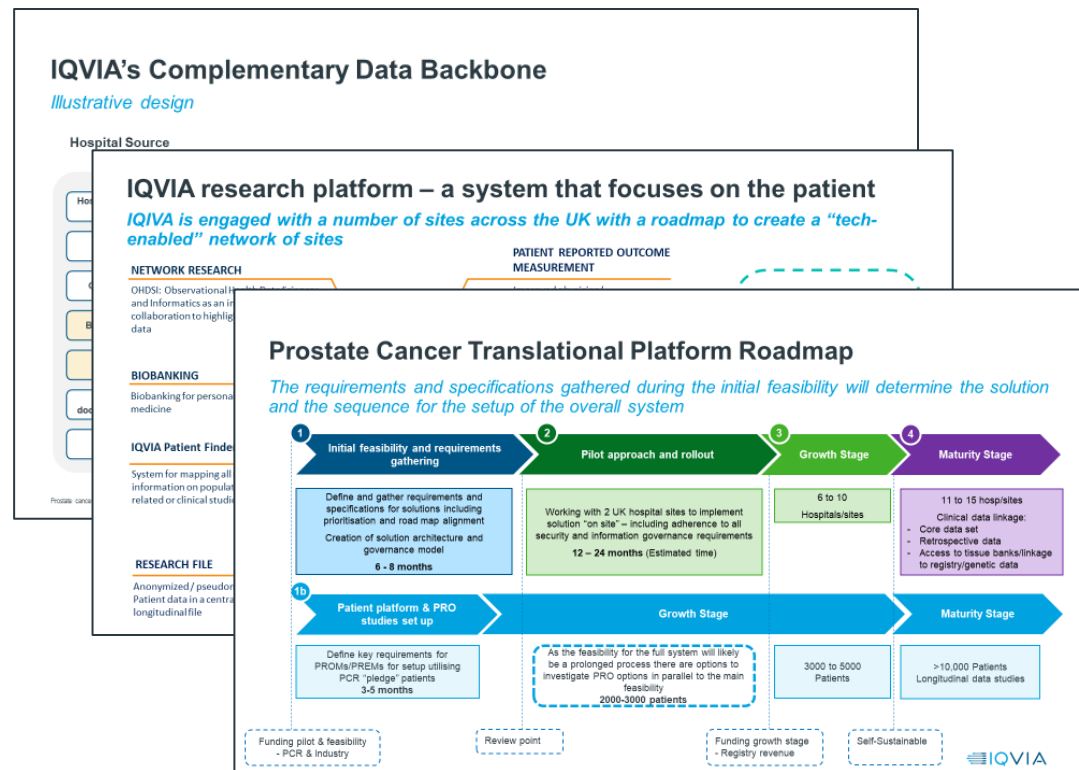 IQVIA's Complementary Data Backbone
Illustrative design
Hospital Source
Hos
C
B
doc
Prostate cance
IQVIA research platform – a system that focuses on the patient
IQIVA is engaged with a number of sites across the UK with a roadmap to create a “tech-
enabled” network of sites
NETWORK RESEARCH
OHDSI: Observational
and Informatics as an in
collaboration to highlig
data
PATIENT REPORTED OUTCOME
MEASUREMENT
BIOBANKING
Biobanking for persona
medicine
IQVIA Patient Finder
System for mapping all
information on populat
related or clinical studie
RESEARCH FILE
Anonymized / pseudon
Patient data in a centra
longitudinal file
Prostate Cancer Translational Platform Roadmap
The requirements and specifications gathered during the initial feasibility will determine the solution
and the sequence for the setup of the overall system
1
Initial feasibility and requirements
gathering
2
Pilot approach and rollout
3
Growth Stage
4
Maturity Stage
Define and gather requirements and
specifications for solutions including
prioritisation and road map alignment
Creation of solution architecture and
governance model
6 - 8 months
Working with 2 UK hospital sites to implement
solution “on site” – including adherence to all
security and information governance requirements
12 – 24 months (Estimated time)
6 to 10
Hospitals/sites
11 to 15 hosp/sites
Clinical data linkage:
- Core data set
- Retrospective data
- Access to tissue banks/linkage
to registry/genetic data
1b
Patient platform & PRO
studies set up
Growth Stage
Maturity Stage
Define key requirements for
PROMs/PREMs for setup utilising
PCR “pledge” patients
3-5 months
As the feasibility for the full system will likely
be a prolonged process there are options to
investigate PRO options in parallel to the main
feasibility
2000-3000 patients
3000 to 5000
Patients
>10,000 Patients
Longitudinal data studies
Funding pilot & feasibility
- PCR & Industry
Review point
Funding growth stage
- Registry revenue
Self-Sustainable
IQVIA